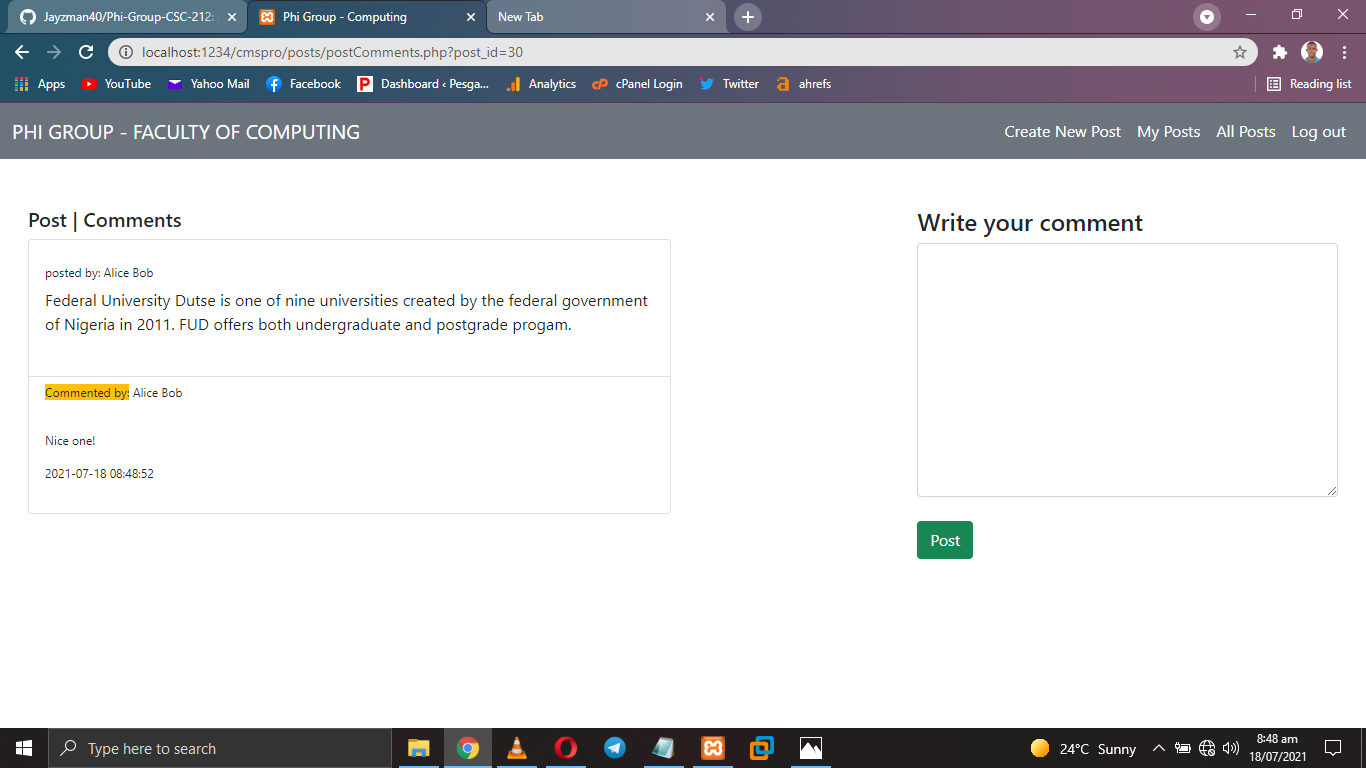 Jayzman40/Phi-Group-CSC-212:
Phi Group - Computing
New Tab
localhost:1234/cmspro/posts/postComments.php?post_id=30
Apps YouTube Yahoo Mail Facebook Dashboard ‹ Pesga... Analytics cPanel Login Twitter ahrefs Reading list
PHI GROUP - FACULTY OF COMPUTING
Create New Post My Posts All Posts Log out
Post | Comments
posted by: Alice Bob
Federal University Dutse is one of nine universities created by the federal government
of Nigeria in 2011. FUD offers both undergraduate and postgrade progam.
Commented by: Alice Bob
Nice one!
2021-07-18 08:48:52
Write your comment
Post
Type here to search
24°C Sunny
8:48 am
18/07/2021